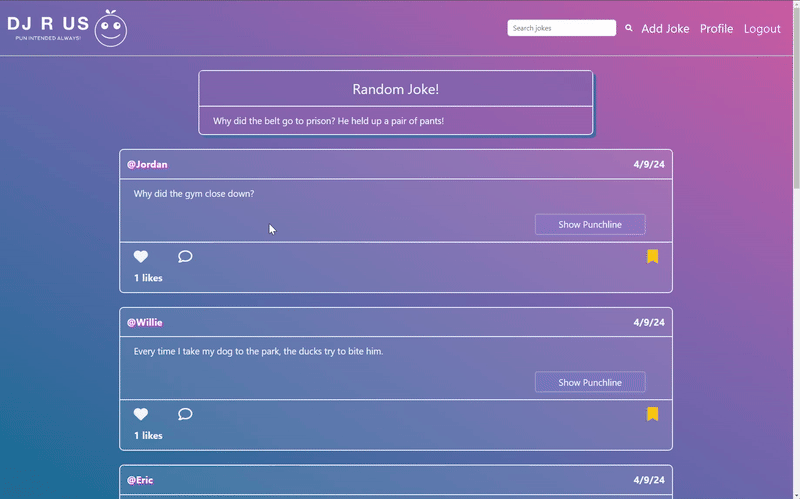 DJ R US
PUN INTENDED ALWAYS!
Search jokes
Add Joke Profile Logout
Random Joke!
Why did the belt go to prison? He held up a pair of pants!
@Jordan 4/9/24
Why did the gym close down?
Show Punchline
1 likes
@Willie 4/9/24
Every time I take my dog to the park, the ducks try to bite him.
Show Punchline
1 likes
@Eric 4/9/24